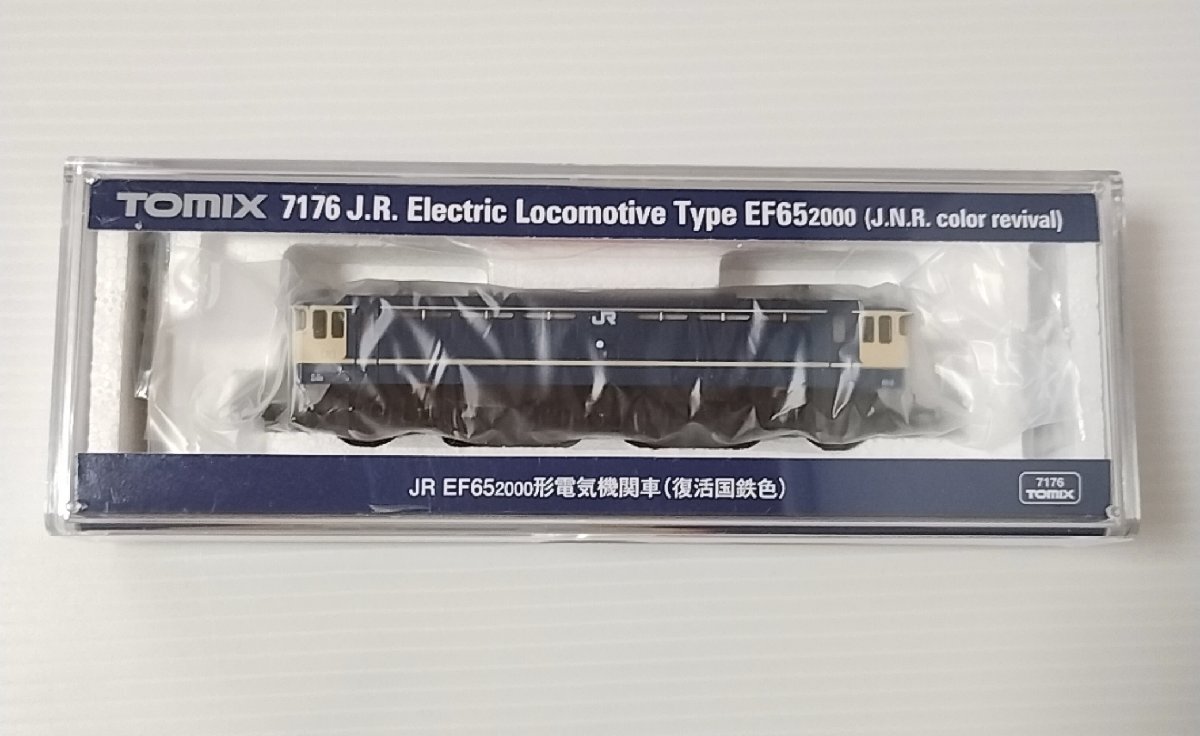 TOMIX 7176 J.R. Electric Locomotive Type EF652000 (J.N.R. color revival)
JR
JR EF652000形電気機関車(復活国鉄色)
7176
TOMIX